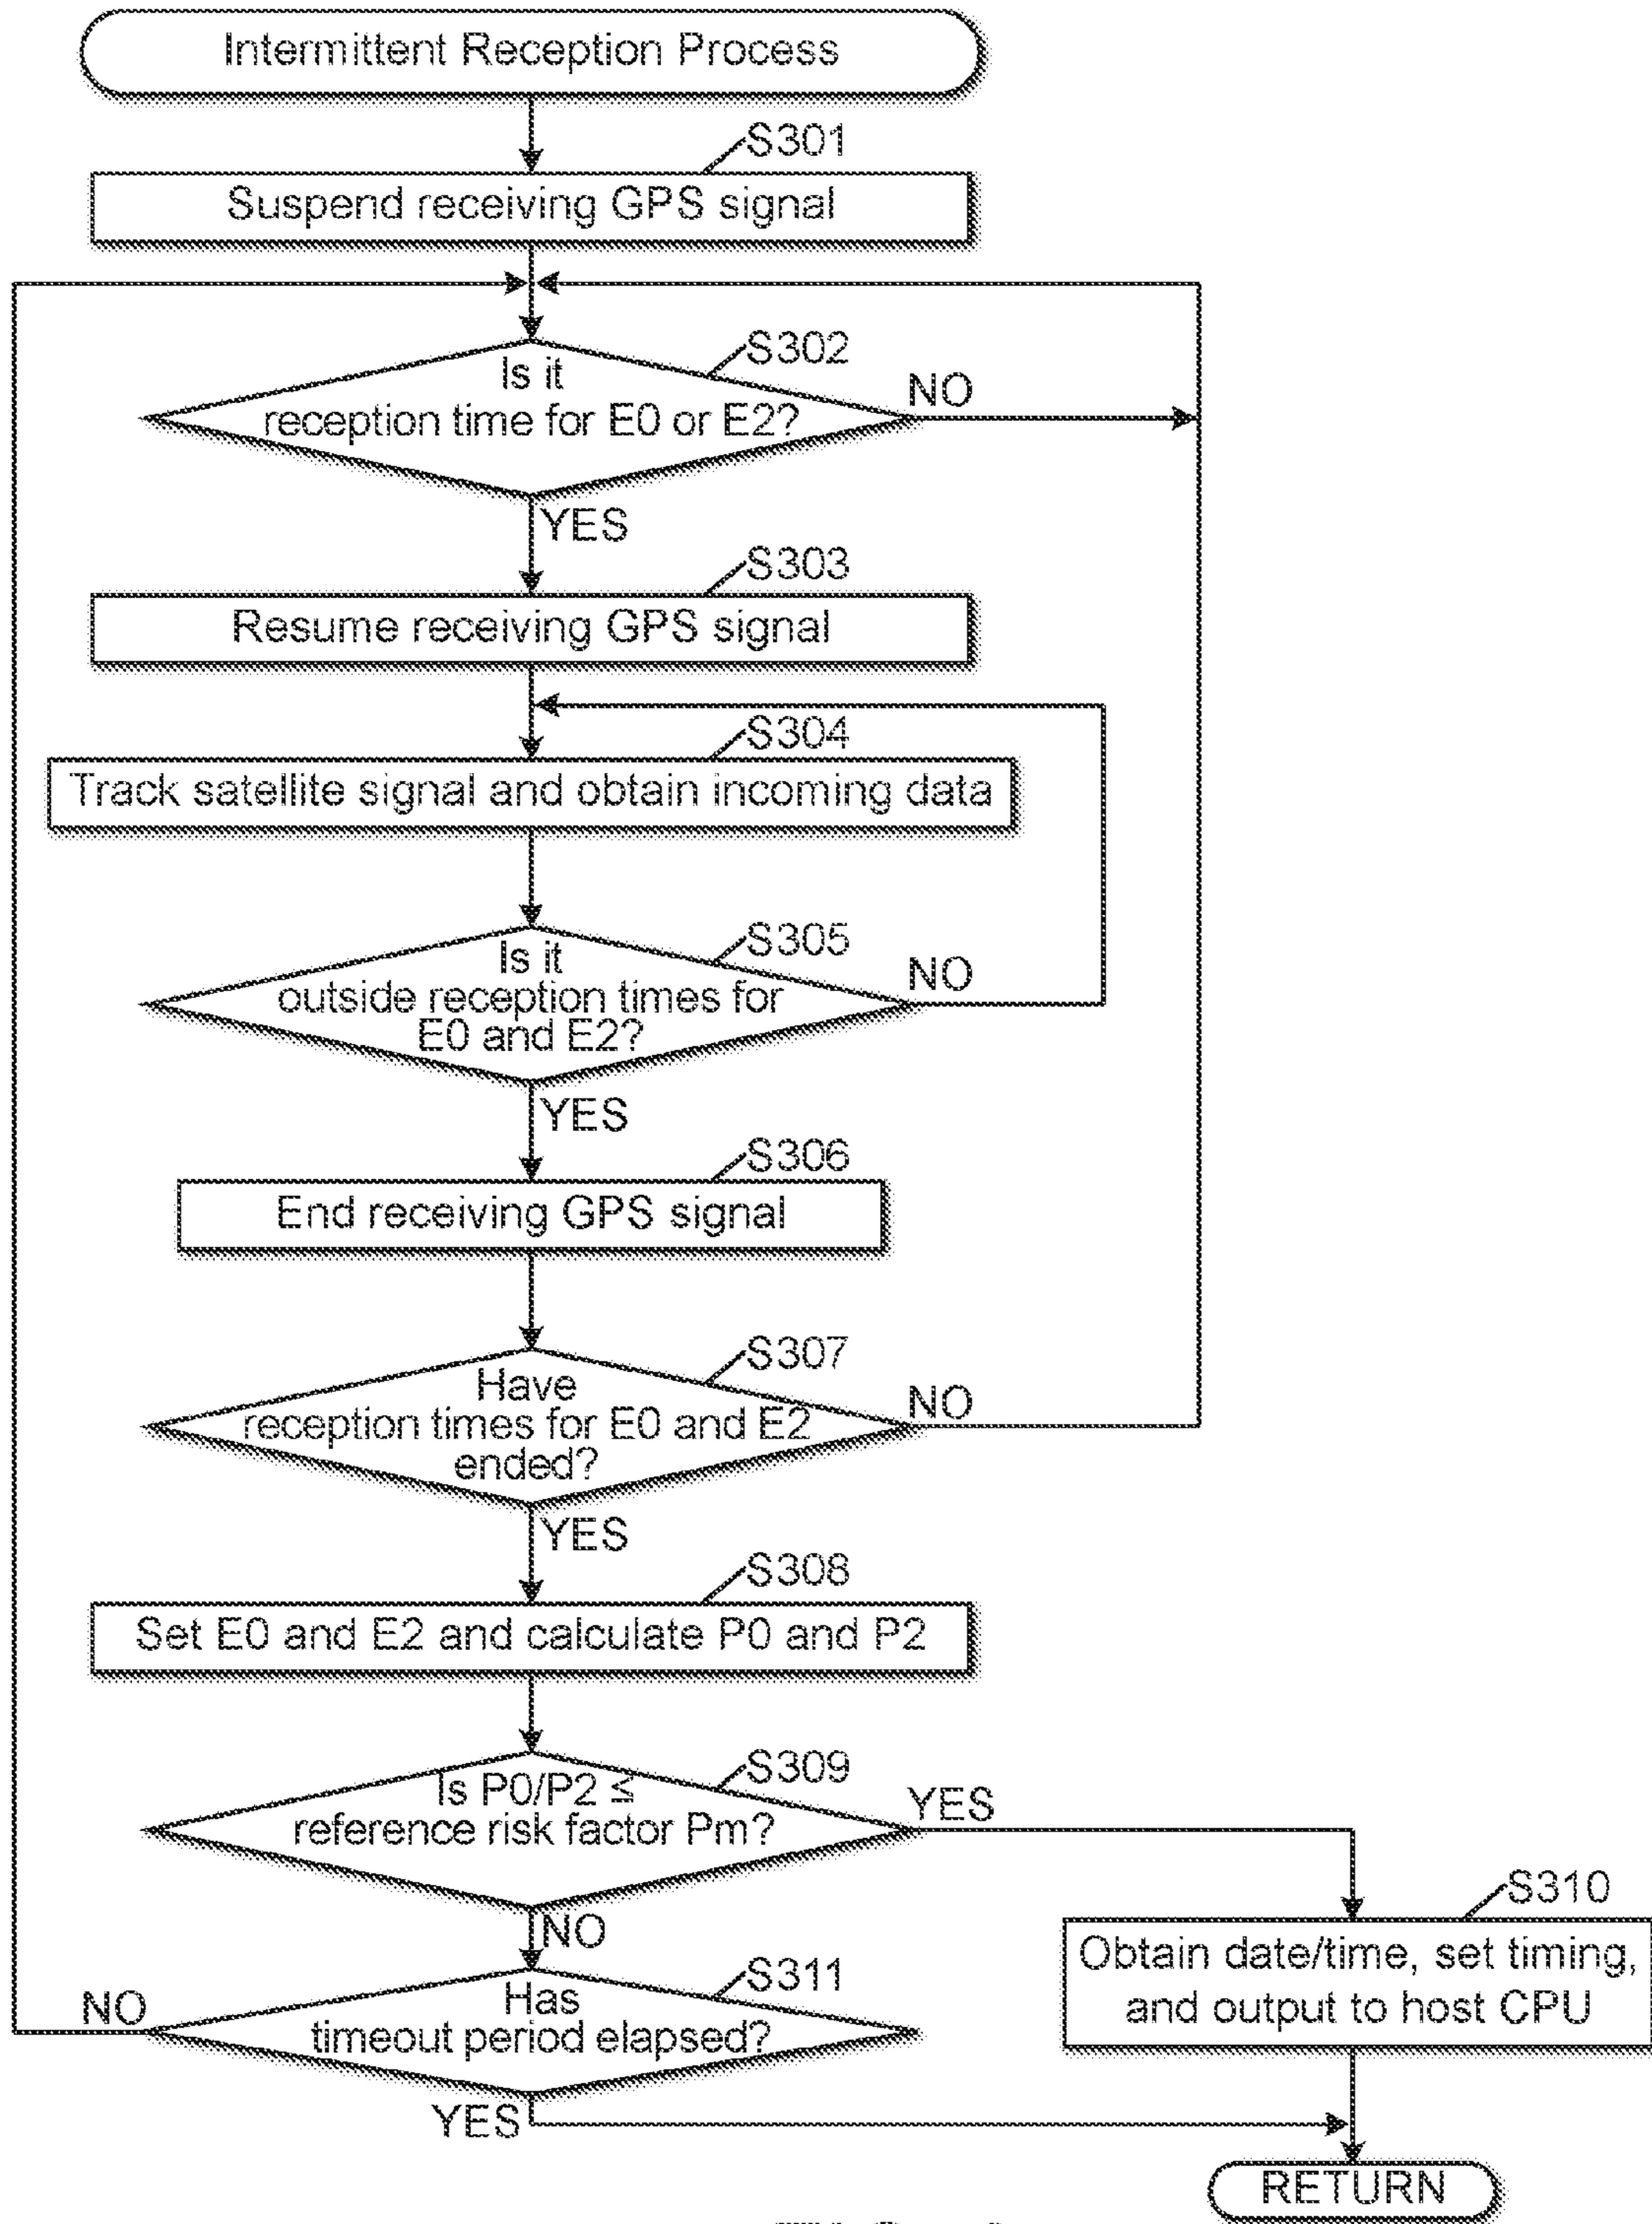 Intermittent Reception Process
S301
Suspend receiving GPS signal
S302
Is it
reception time for E0 or E2?
NO
YES
S303
Resume receiving GPS signal
S304
Track satellite signal and obtain incoming data
S305
Is it
outside reception times for
E0 and E2?
NO
YES
S306
End receiving GPS signal
S307
Have
reception times for E0 and E2
ended?
NO
YES
S308
Set E0 and E2 and calculate P0 and P2
S309
Is P0/P2 ≤
reference risk factor Pm?
YES
NO
S310
Obtain date/time, set timing,
and output to host CPU
S311
Has
timeout period elapsed?
NO
YES
RETURN